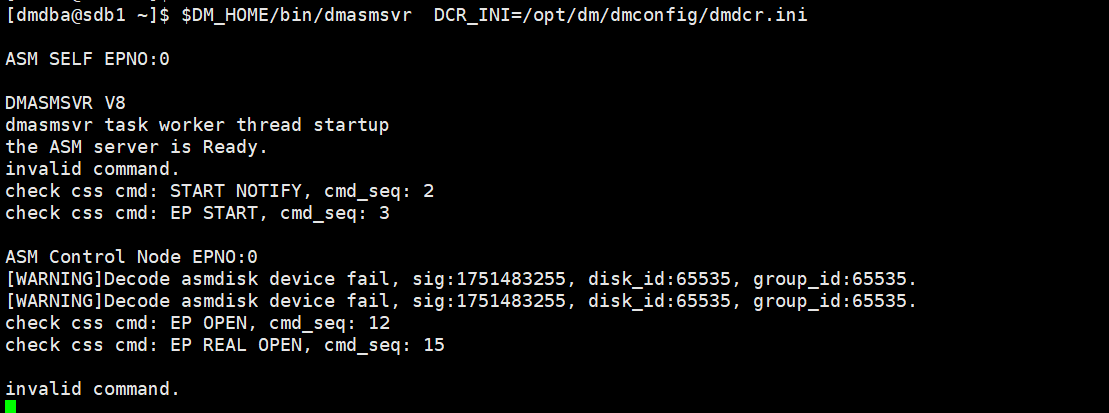 [dmdba@sdb1 ~]$ $DM_HOME/bin/dmasmsvr  DCR_INI=/opt/dm/dmconfig/dmdcr.ini
ASM SELF EPNO:0
DMASMSVR V8
dmasmsvr task worker thread startup
the ASM server is Ready.
invalid command.
check css cmd: START NOTIFY, cmd_seq: 2
check css cmd: EP START, cmd_seq: 3
ASM Control Node EPNO:0
[WARNING]Decode asmdisk device fail, sig:1751483255, disk_id:65535, group_id:65535.
[WARNING]Decode asmdisk device fail, sig:1751483255, disk_id:65535, group_id:65535.
check css cmd: EP OPEN, cmd_seq: 12
check css cmd: EP REAL OPEN, cmd_seq: 15
invalid command.